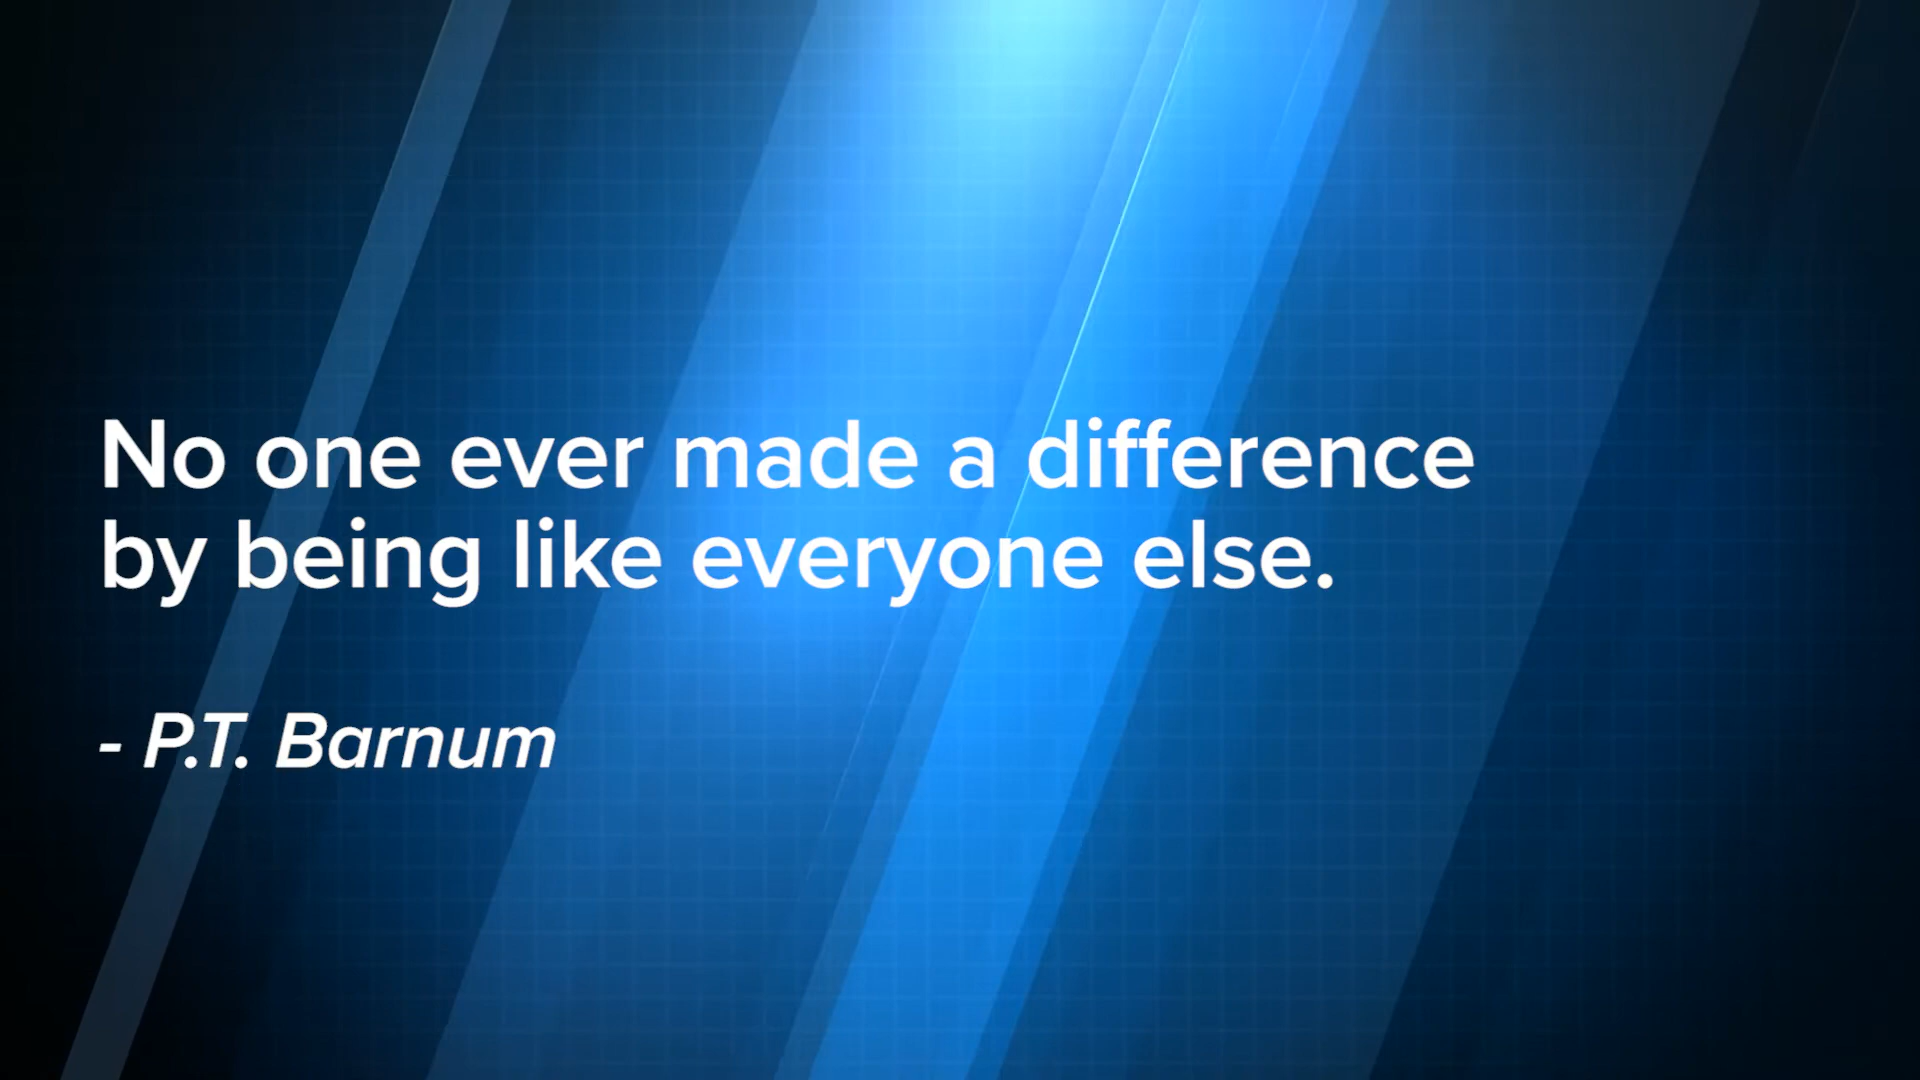 No one ever made a difference
by being like everyone else.
- P.T. Barnum